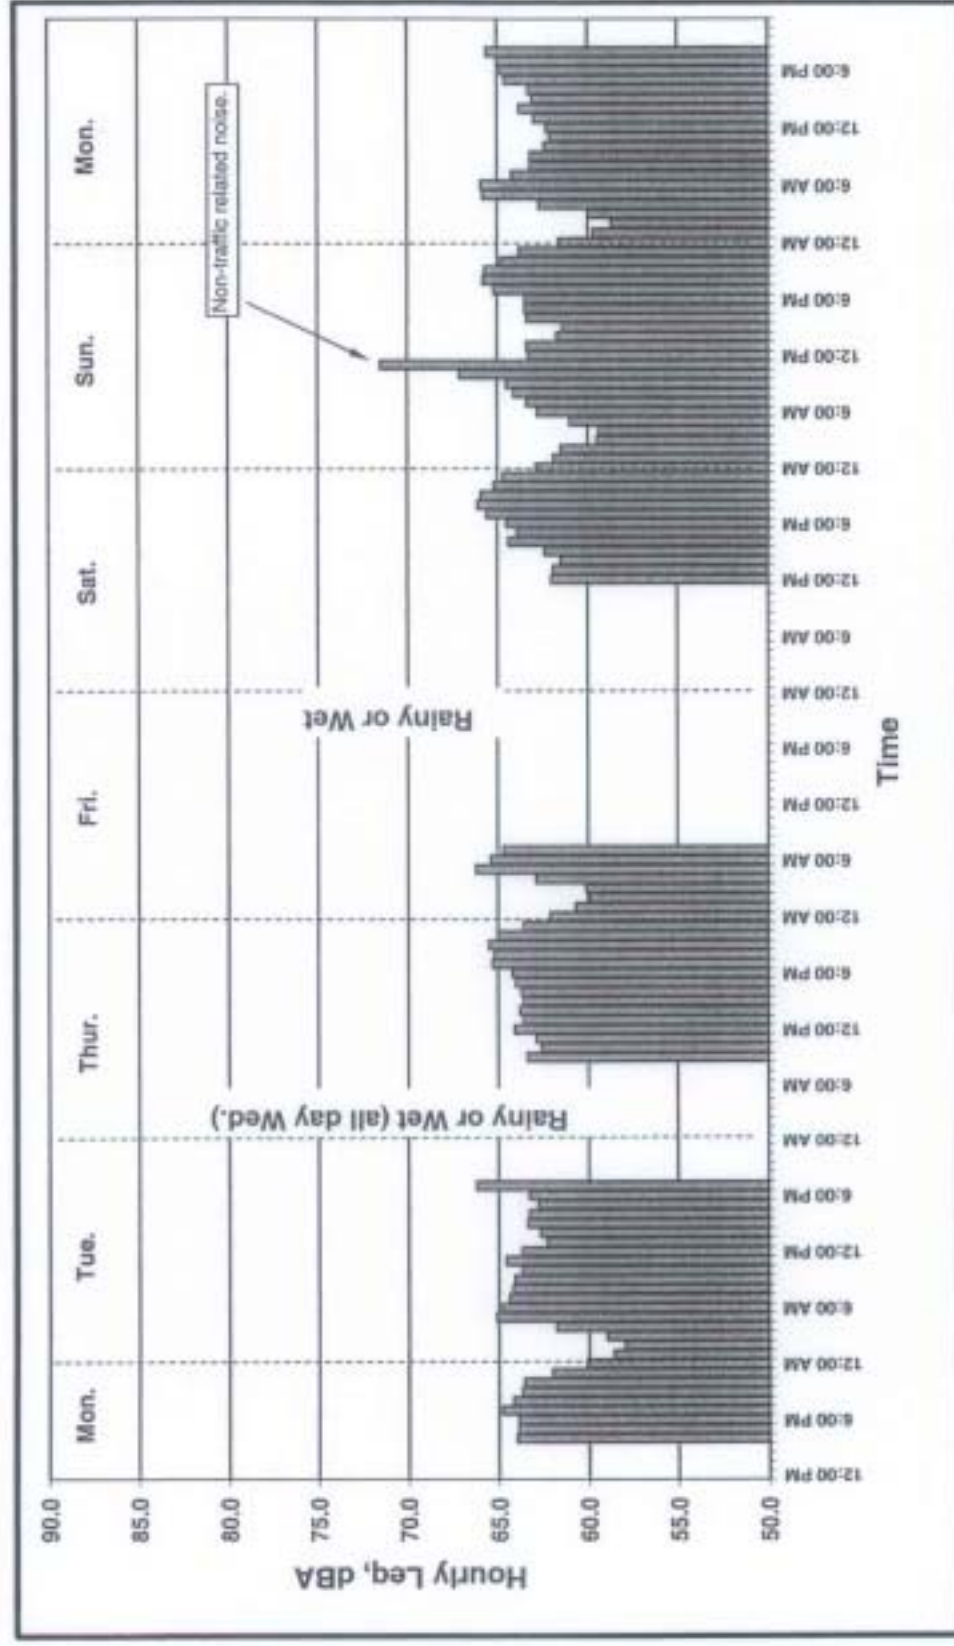 Mon.
Tue.
Thur.
Fri.
Sat.
Sun.
Mon.
Non-traffic related noise.
Rainy or Wet (all day Wed.)
Rainy or Wet
Hourly Leq, dBA
90.0
85.0
80.0
75.0
70.0
65.0
60.0
55.0
50.0
12:00 PM
6:00 PM
12:00 AM
6:00 AM
12:00 PM
6:00 PM
12:00 AM
6:00 AM
12:00 PM
6:00 PM
12:00 AM
6:00 AM
12:00 PM
6:00 PM
12:00 AM
6:00 AM
12:00 PM
6:00 PM
12:00 AM
6:00 AM
12:00 PM
6:00 PM
12:00 AM
6:00 AM
12:00 PM
6:00 PM
Time